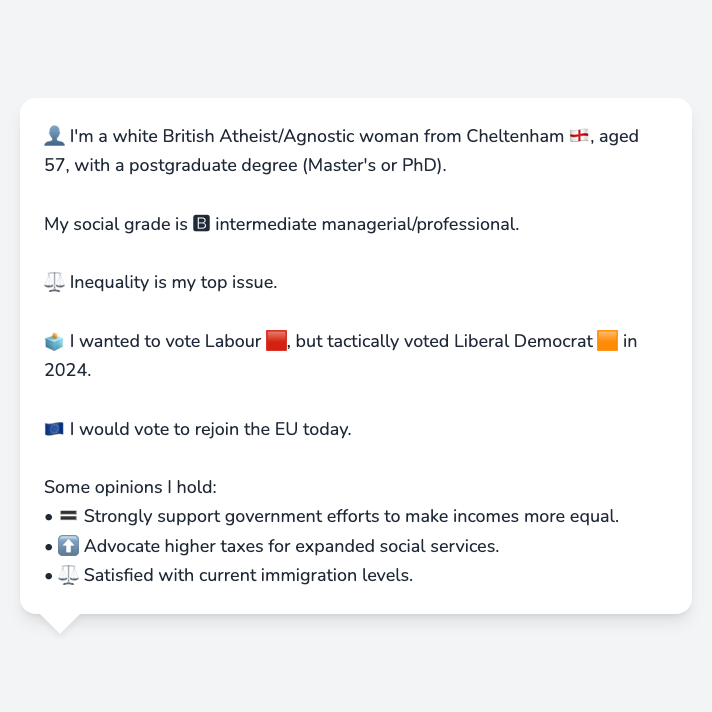 👤 I'm a white British Atheist/Agnostic woman from Cheltenham 🏴󠁧󠁢󠁥󠁮󠁧󠁿, aged
57, with a postgraduate degree (Master's or PhD).
My social grade is 🅱 intermediate managerial/professional.
⚖️ Inequality is my top issue.
🗳️ I wanted to vote Labour 🟥, but tactically voted Liberal Democrat 🟧 in
2024.
🇪🇺 I would vote to rejoin the EU today.
Some opinions I hold:
• 🟰 Strongly support government efforts to make incomes more equal.
• ⬆️ Advocate higher taxes for expanded social services.
• ⚖️ Satisfied with current immigration levels.